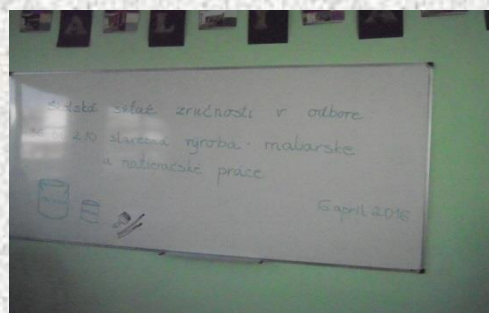 A L I A
súťaž zručností v odbore
stavebná výroba - maliarske
a natieračské práce
6.apríl 2016